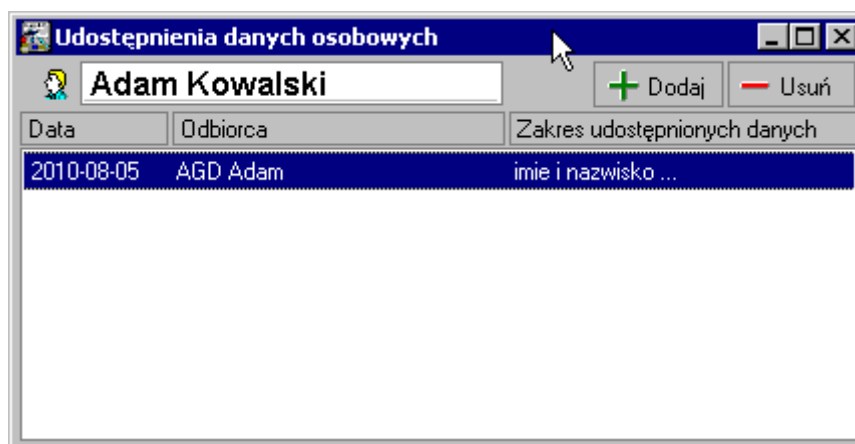 Udostępnienia danych osobowych
Adam Kowalski Dodaj Usuń
Data Odbiorca Zakres udostępnionych danych
2010-08-05 AGD Adam imie i nazwisko ...